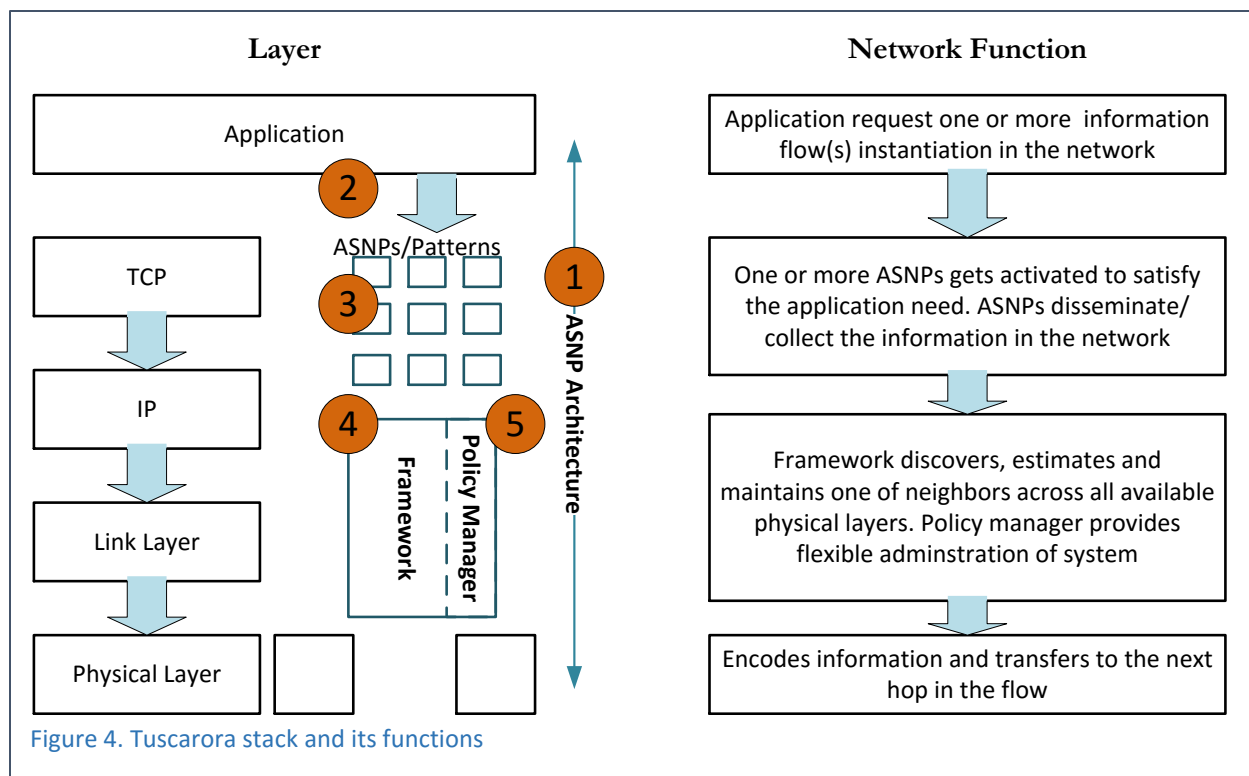 Layer
Network Function
Application
2
ASNPs/Patterns
TCP
3
1
ASNP Architecture
IP
4
5
Framework
Policy Manager
Link Layer
Physical Layer
Application request one or more information
flow(s) instantiation in the network
One or more ASNPs gets activated to satisfy
the application need. ASNPs disseminate/
collect the information in the network
Framework discovers, estimates and
maintains one of neighbors across all available
physical layers. Policy manager provides
flexible adminstration of system
Encodes information and transfers to the next
hop in the flow
Figure 4. Tuscarora stack and its functions